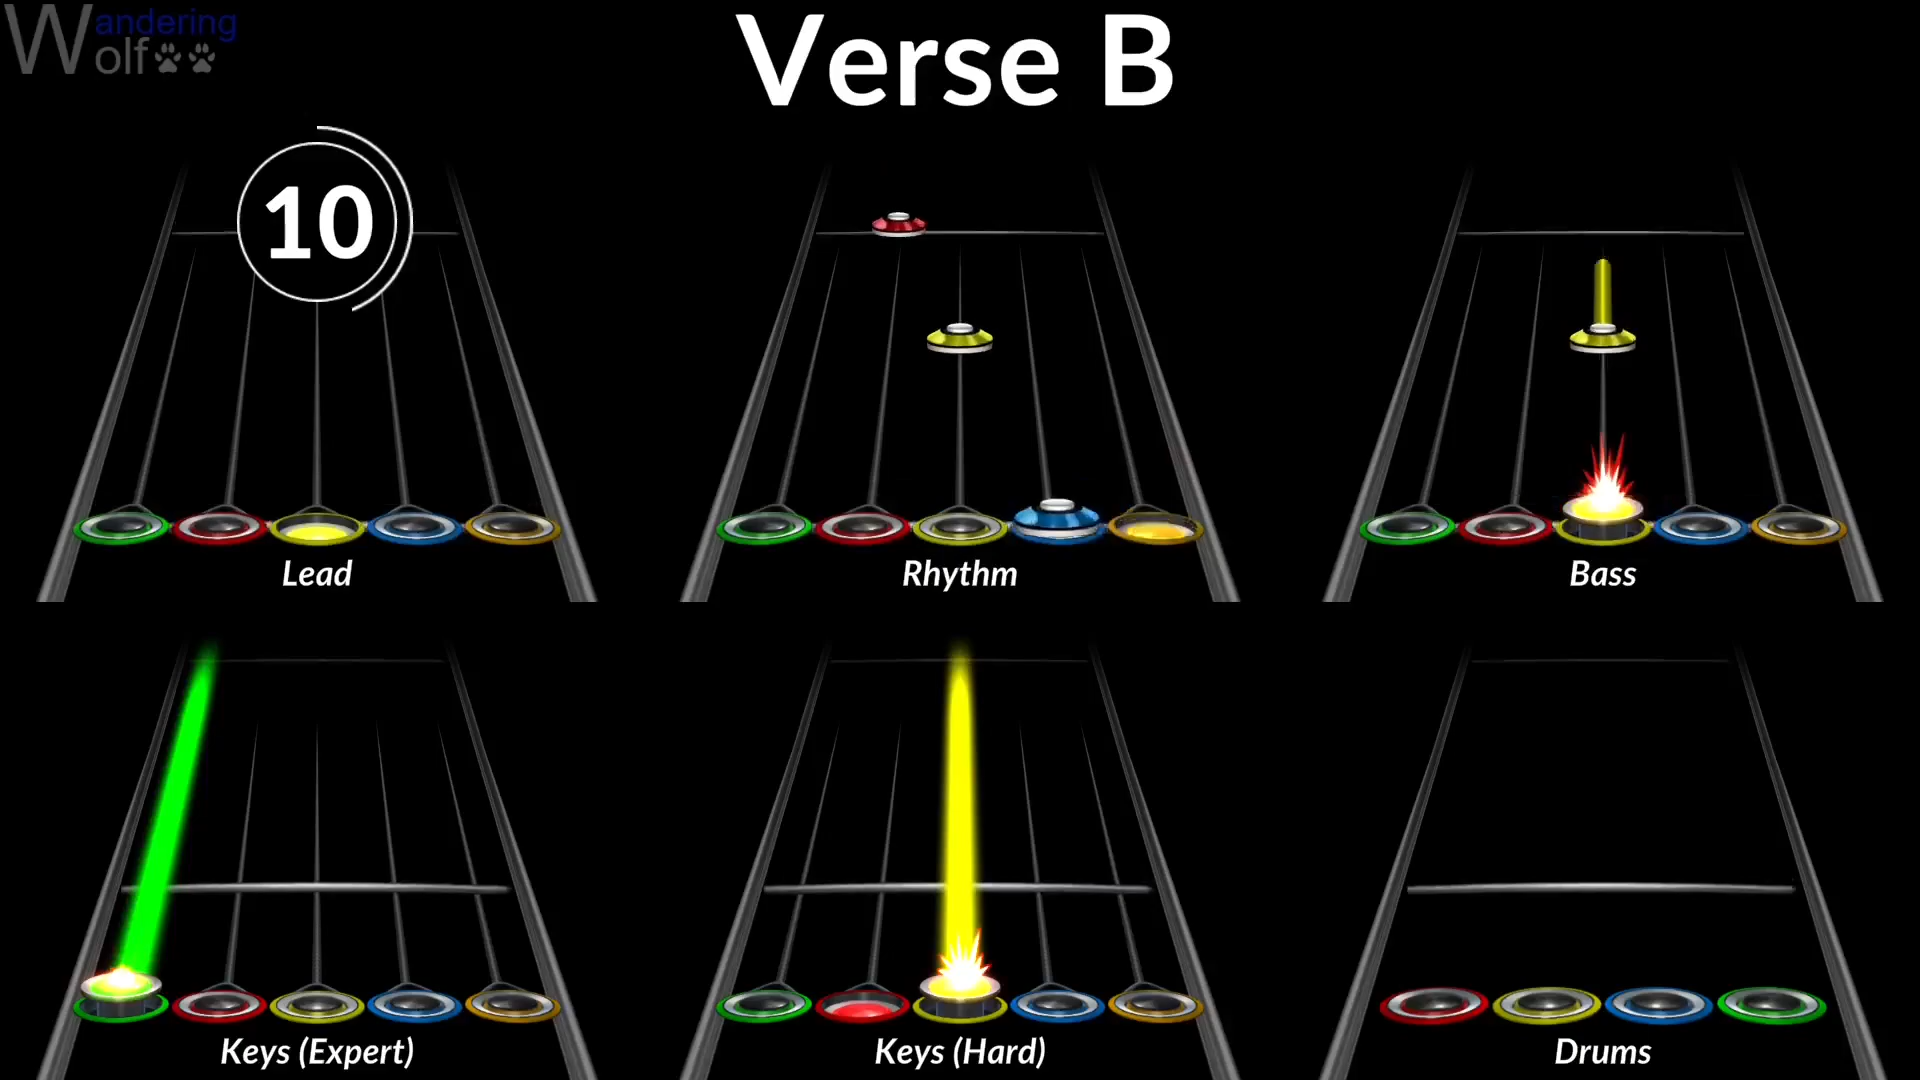 Wandering
Wolf
Verse B
10
Lead
Rhythm
Bass
Keys (Expert)
Keys (Hard)
Drums